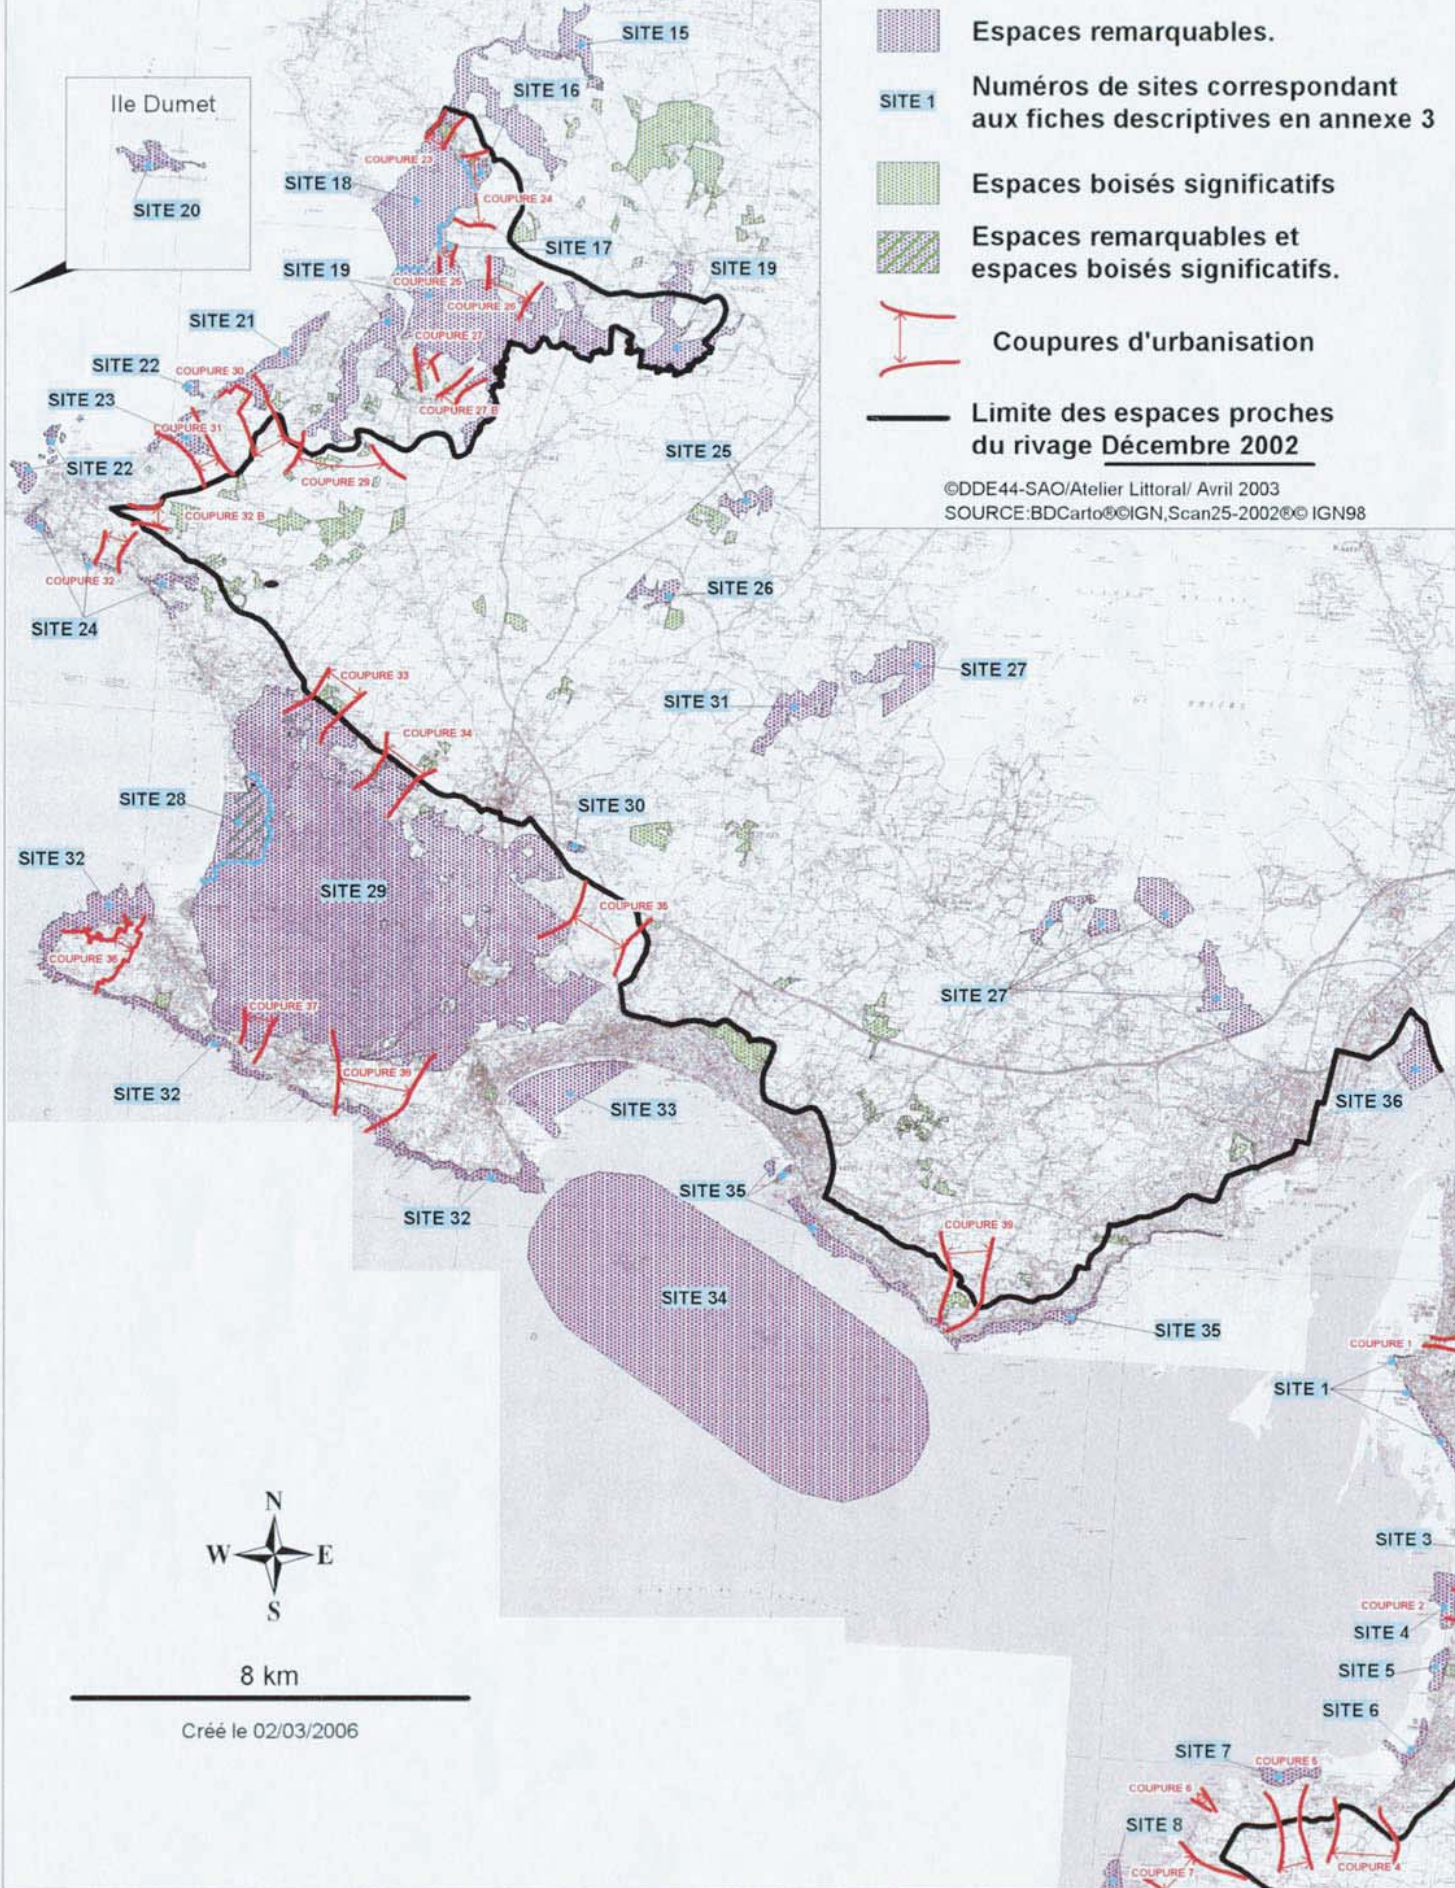 Espaces remarquables.
SITE 1
Numéros de sites correspondant
aux fiches descriptives en annexe 3
Espaces boisés significatifs
Espaces remarquables et
espaces boisés significatifs.
Coupures d'urbanisation
Limite des espaces proches
du rivage Décembre 2002
©DDE44-SAO/Atelier Littoral/ Avril 2003
SOURCE:BDCarto®©IGN,Scan25-2002®© IGN98
Ile Dumet
SITE 20
SITE 15
SITE 16
COUPURE 23
SITE 18
COUPURE 24
SITE 17
SITE 19
SITE 19
COUPURE 25
COUPURE 26
SITE 21
COUPURE 27
SITE 22
COUPURE 30
SITE 23
COUPURE 27 B
COUPURE 31
SITE 22
SITE 25
COUPURE 29
COUPURE 32 B
COUPURE 32
SITE 26
SITE 24
SITE 27
COUPURE 33
SITE 31
COUPURE 34
SITE 28
SITE 30
SITE 32
SITE 29
COUPURE 35
COUPURE 36
SITE 27
COUPURE 37
COUPURE 38
SITE 32
SITE 33
SITE 36
SITE 35
SITE 32
COUPURE 39
SITE 34
SITE 35
COUPURE 1
SITE 1
N
W E
S
SITE 3
COUPURE 2
SITE 4
SITE 5
8 km
SITE 6
Créé le 02/03/2006
SITE 7
COUPURE 5
COUPURE 6
SITE 8
COUPURE 7
COUPURE 4